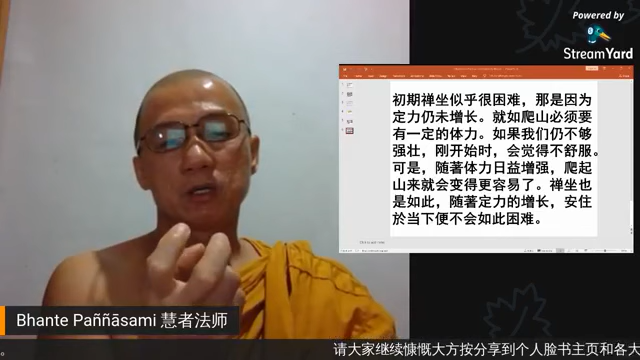 Powered by
StreamYard
初期禅坐似乎很困难，那是因为
定力仍未增长。就如爬山必须要
有一定的体力。如果我们仍不够
强壮，刚开始时，会觉得不舒服。
可是，随著体力日益增强，爬起
山来就会变得更容易了。禅坐也
是如此，随著定力的增长，安住
於当下便不会如此困难。
Bhante Paññāsami 慧者法师
。
请大家继续慷慨大方按分享到个人脸书主页和各大